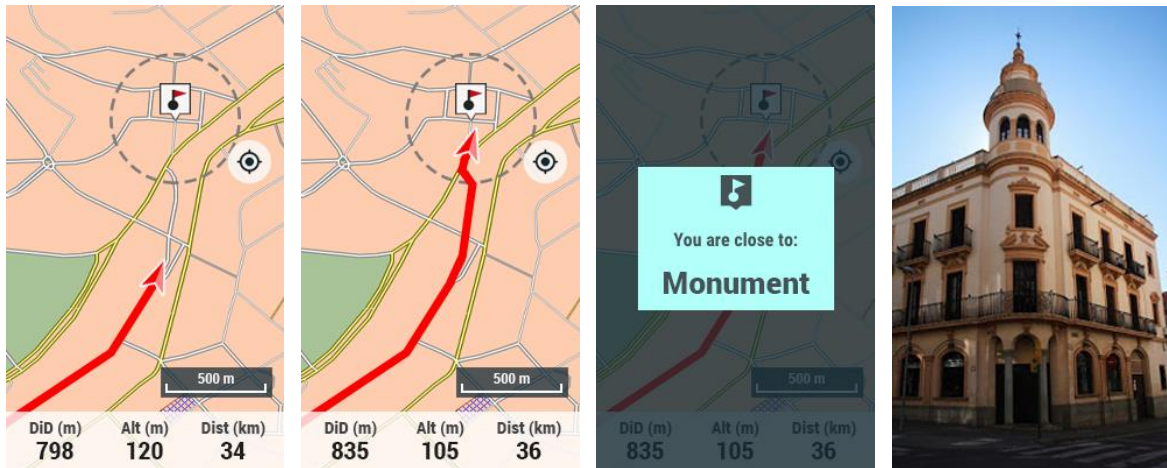 500 m
DiD (m) Alt (m) Dist (km)
798 120 34
500 m
DiD (m) Alt (m) Dist (km)
835 105 36
You are close to:
Monument
500 m
DiD (m) Alt (m) Dist (km)
835 105 36